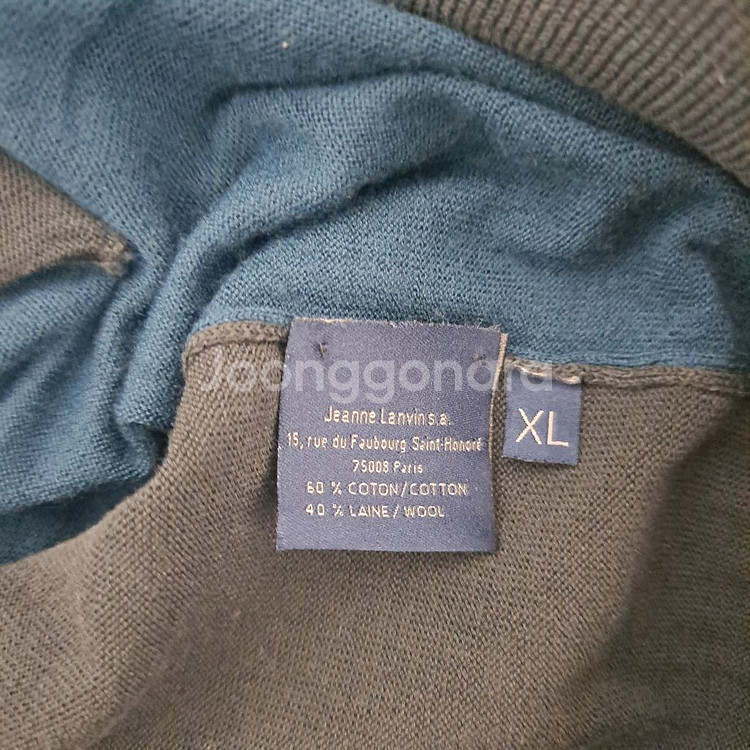 Joonggonara
Jeanne Lanvin s.a.
15, rue du Faubourg Saint-Honoré
75008 Paris
60 % COTON/COTTON
40 % LAINE/WOOL
XL